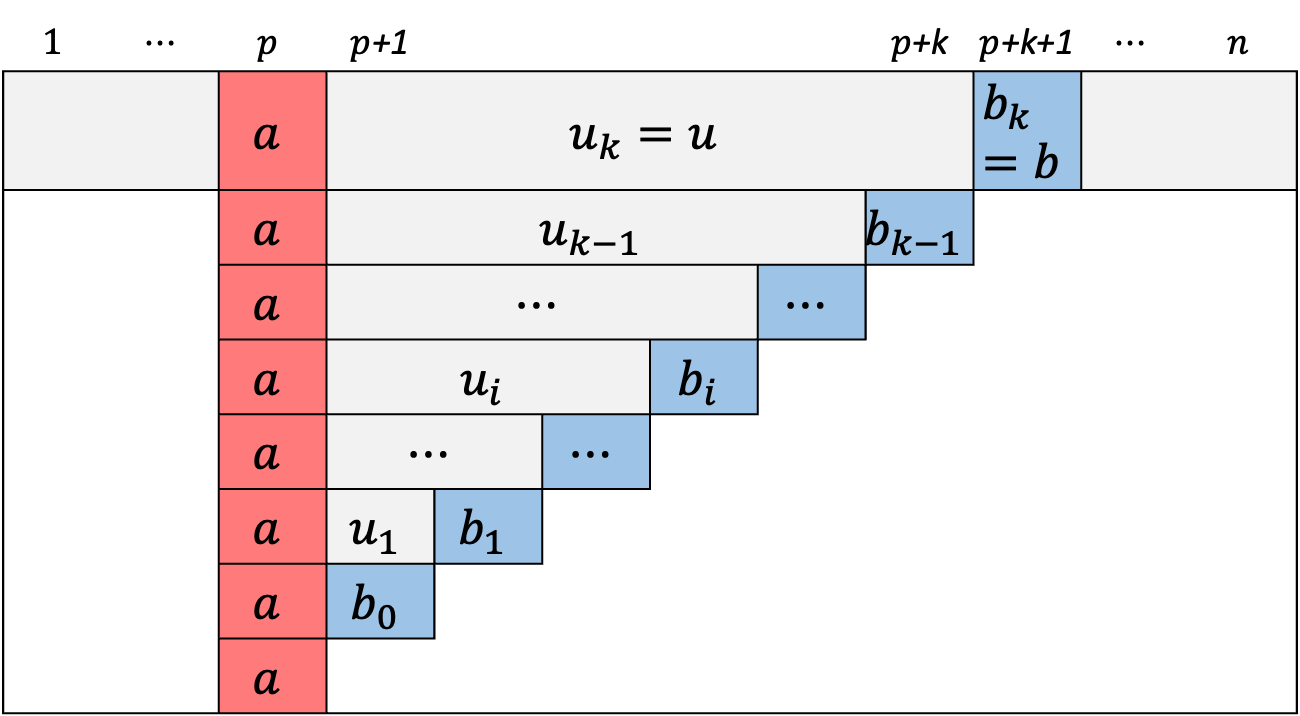 1 ⋯ p p+1 p+k p+k+1 ⋯ n
a u_k = u b_k
= b
a u_{k−1} b_{k−1}
a ⋯ ⋯
a u_i b_i
a ⋯ ⋯
a u_1 b_1
a b_0
a